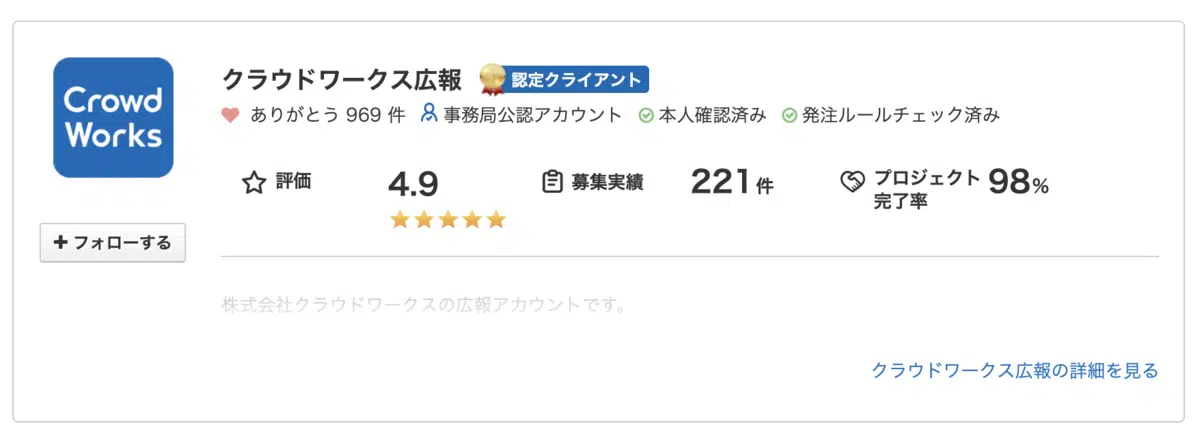 Crowd
Works
クラウドワークス広報 認定クライアント
ありがとう 969 件 事務局公認アカウント 本人確認済み 発注ルールチェック済み
評価 4.9 募集実績 221 件 プロジェクト完了率 98%
+ フォローする
株式会社クラウドワークスの広報アカウントです。
クラウドワークス広報の詳細を見る